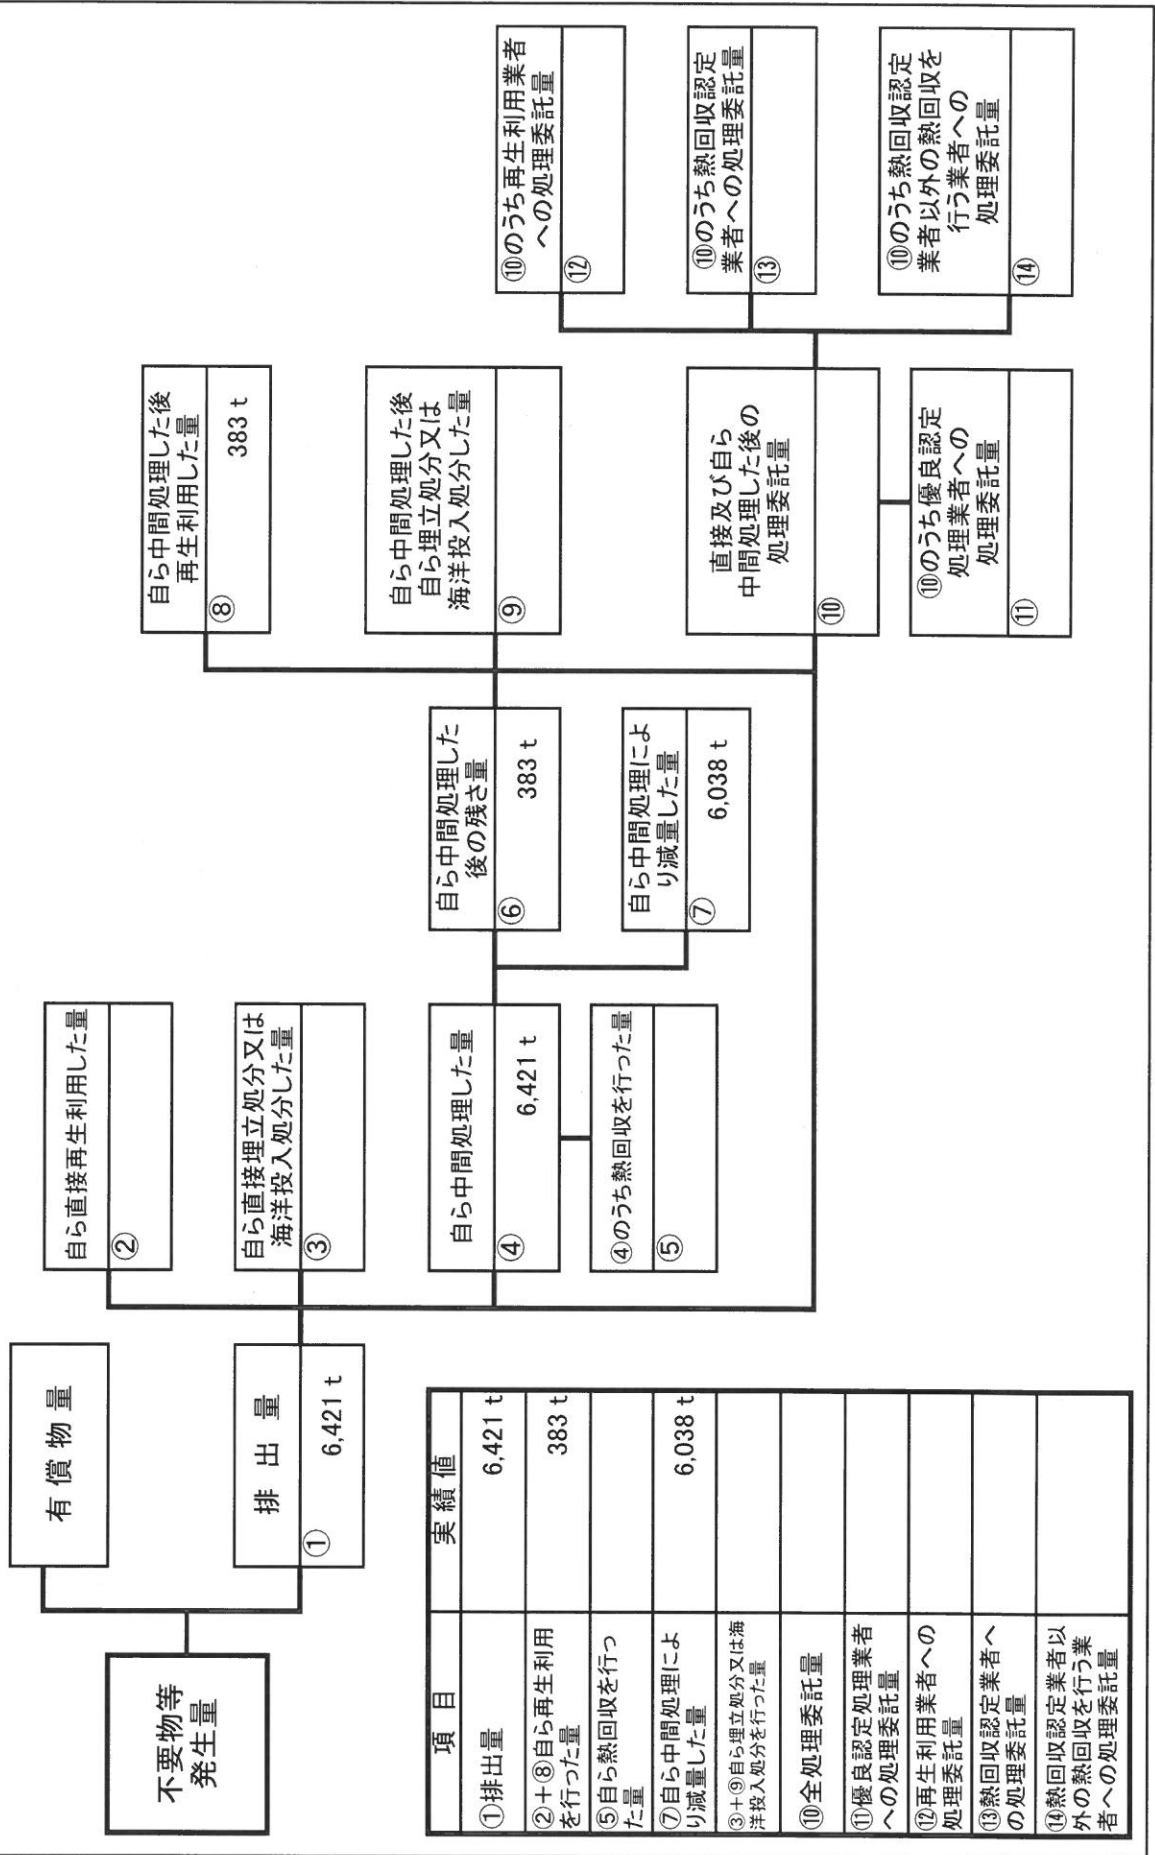 不要物等
発生量
有償物量
排出量
①
6,421 t
自ら直接再生利用した量
②
自ら直接埋立処分又は
海洋投入処分した量
③
自ら中間処理した量
④
6,421 t
④のうち熱回収を行った量
⑤
自ら中間処理した
後の残さ量
⑥
383 t
自ら中間処理によ
り減量した量
⑦
6,038 t
自ら中間処理した後
再生利用した量
⑧
383 t
自ら中間処理した後
自ら埋立処分又は
海洋投入処分した量
⑨
直接及び自ら
中間処理した後の
処理委託量
⑩
⑩のうち優良認定
処理業者への
処理委託量
⑪
⑩のうち再生利用業者
への処理委託量
⑫
⑩のうち熱回収認定
業者への処理委託量
⑬
⑩のうち熱回収認定
業者以外の熱回収を
行う業者への
処理委託量
⑭
項目 実績値
①排出量 6,421 t
②+⑧自ら再生利用
を行った量 383 t
⑤自ら熱回収を行っ
た量
⑦自ら中間処理によ
り減量した量 6,038 t
③+⑨自ら埋立処分又は海
洋投入処分を行った量
⑩全処理委託量
⑪優良認定処理業者
への処理委託量
⑫再生利用業者への
処理委託量
⑬熱回収認定業者へ
の処理委託量
⑭熱回収認定業者以
外の熱回収を行う業
者への処理委託量